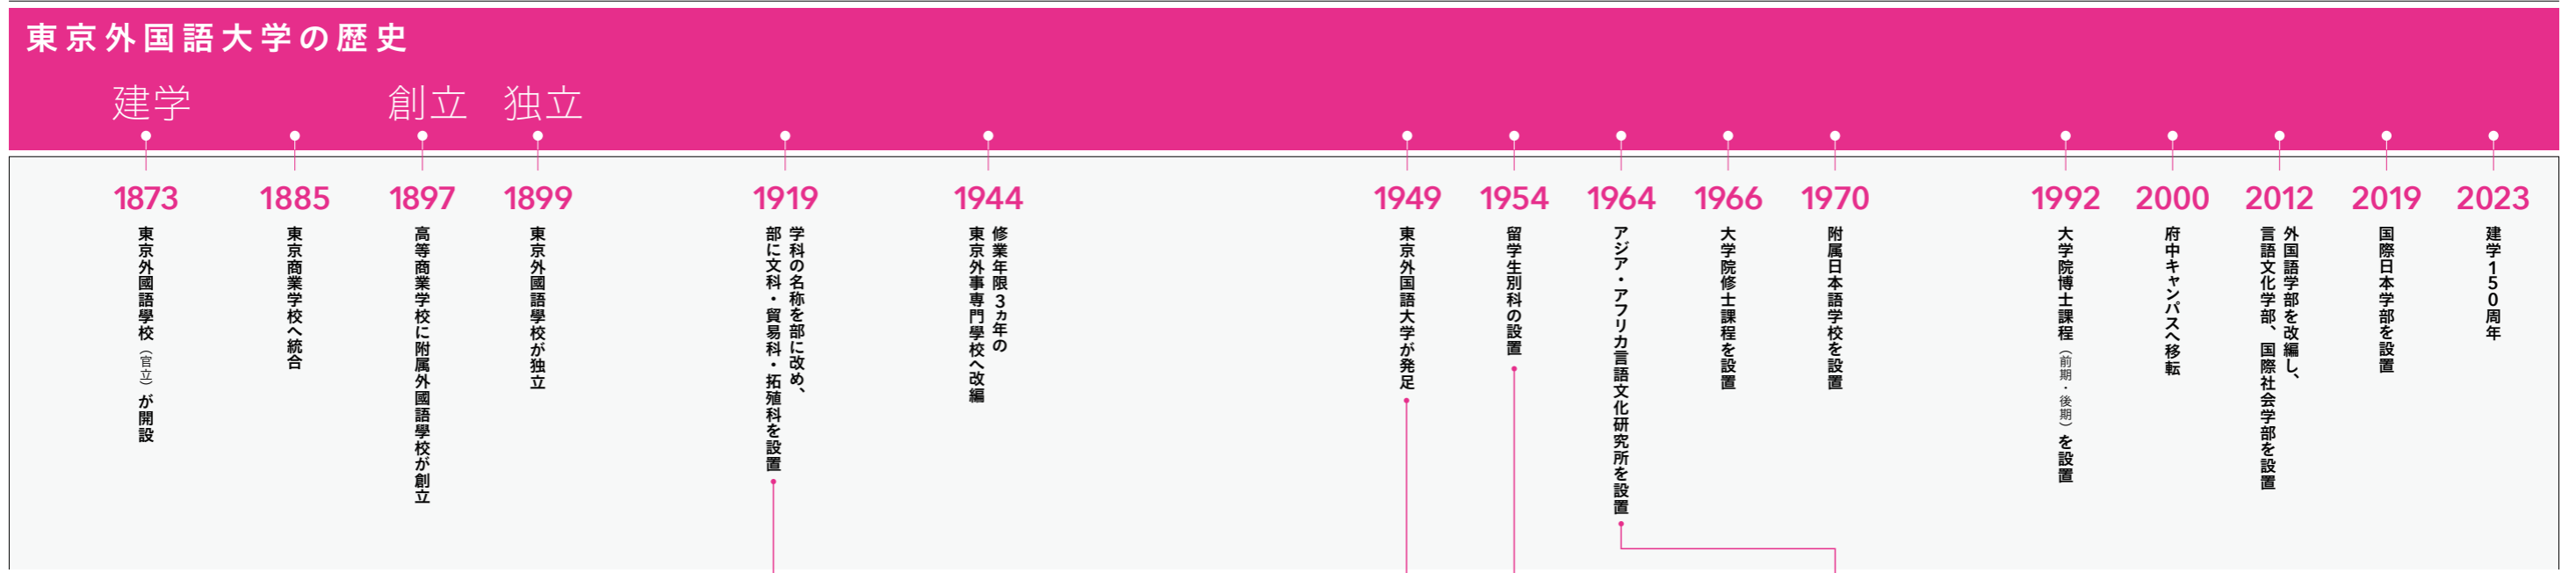 東京外国語大学の歴史
建学
創立
独立
1873
東京外國語學校（官立）が開設
1885
東京商業学校へ統合
1897
高等商業学校に附属外國語學校が創立
1899
東京外國語學校が独立
1919
学科の名称を部に改め、
部に文科・貿易科・拓殖科を設置
1944
修業年限3ヵ年の
東京外事専門學校へ改編
1949
東京外国語大学が発足
1954
留学生別科の設置
1964
アジア・アフリカ言語文化研究所を設置
1966
大学院修士課程を設置
1970
附属日本語学校を設置
1992
大学院博士課程（前期・後期）を設置
2000
府中キャンパスへ移転
2012
外国語学部を改編し、
言語文化学部、国際社会学部を設置
2019
国際日本学部を設置
2023
建学150周年